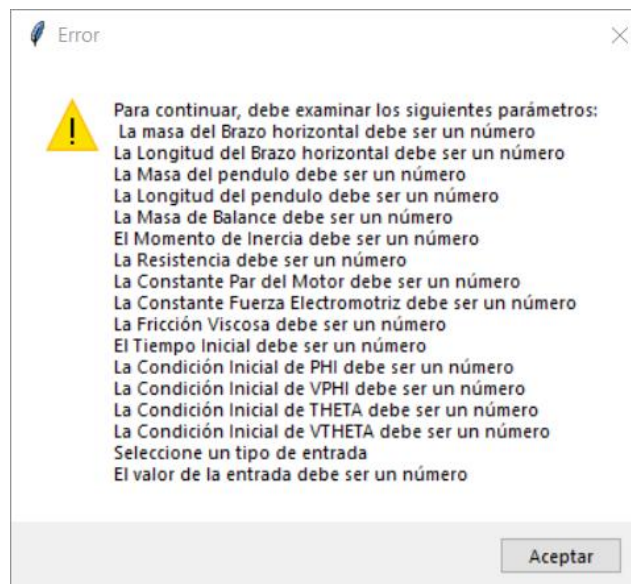 Error
Para continuar, debe examinar los siguientes parámetros:
La masa del Brazo horizontal debe ser un número
La Longitud del Brazo horizontal debe ser un número
La Masa del pendulo debe ser un número
La Longitud del pendulo debe ser un número
La Masa de Balance debe ser un número
El Momento de Inercia debe ser un número
La Resistencia debe ser un número
La Constante Par del Motor debe ser un número
La Constante Fuerza Electromotriz debe ser un número
La Fricción Viscosa debe ser un número
El Tiempo Inicial debe ser un número
La Condición Inicial de PHI debe ser un número
La Condición Inicial de VPHI debe ser un número
La Condición Inicial de THETA debe ser un número
La Condición Inicial de VTHETA debe ser un número
Seleccione un tipo de entrada
El valor de la entrada debe ser un número
Aceptar